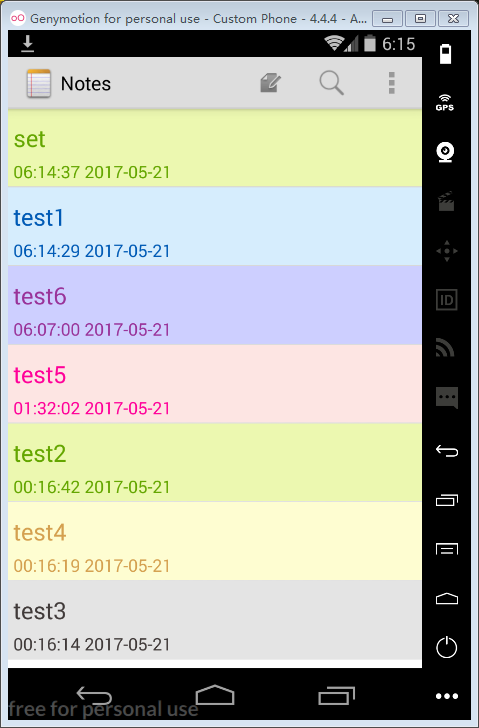 Genymotion for personal use - Custom Phone - 4.4.4 - A...
6:15
Notes
GPS
set
06:14:37 2017-05-21
test1
06:14:29 2017-05-21
test6
06:07:00 2017-05-21
ID
test5
01:32:02 2017-05-21
test2
00:16:42 2017-05-21
test4
00:16:19 2017-05-21
test3
00:16:14 2017-05-21
free for personal use